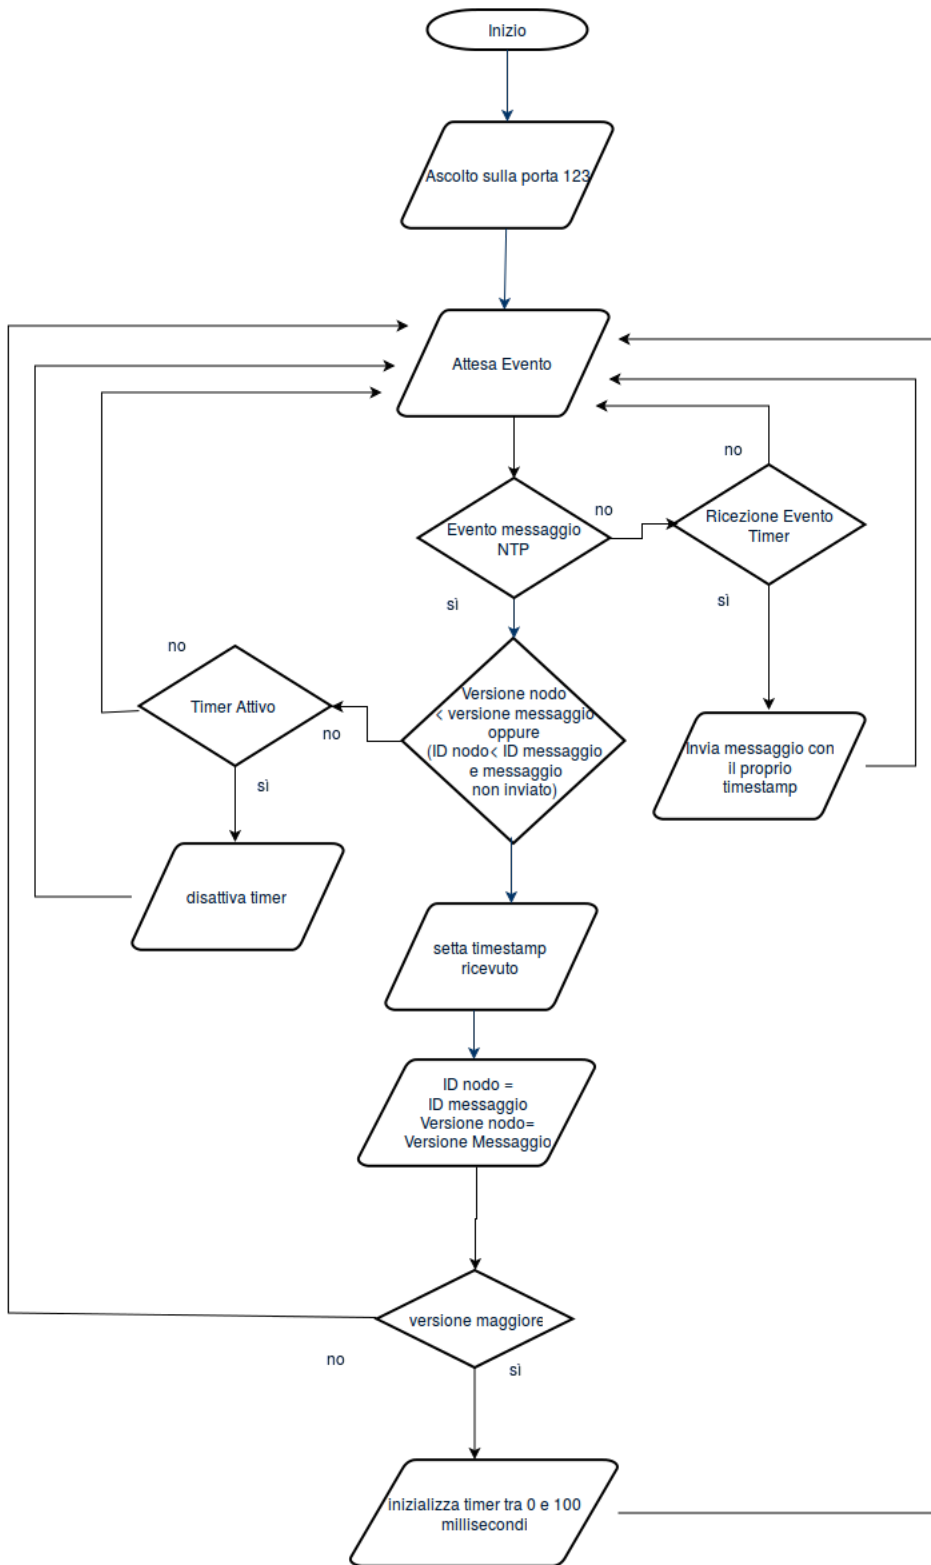 Inizio
Ascolto sulla porta 123
Attesa Evento
no
Ricezione Evento
Timer
Evento messaggio
NTP
no
sì
sì
no
Timer Attivo
no
Versione nodo
< versione messaggio
oppure
(ID nodo< ID messaggio
e messaggio
non inviato)
Invia messaggio con
il proprio
timestamp
sì
disattiva timer
setta timestamp
ricevuto
ID nodo =
ID messaggio
Versione nodo=
Versione Messaggio
versione maggiore
no
sì
inizializza timer tra 0 e 100
millisecondi